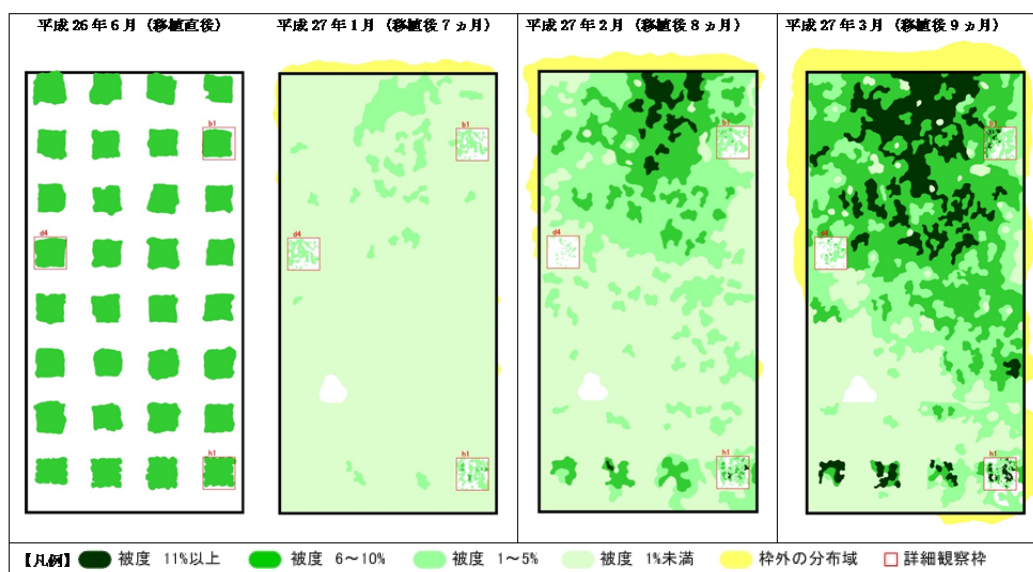 平成26年6月(移植直後)
平成27年1月(移植後7ヵ月)
平成27年2月(移植後8ヵ月)
平成27年3月(移植後9ヵ月)
b1
d4
h1
b1
d4
h1
b1
d4
h1
b1
d4
h1
【凡例】 被度 11%以上 被度 6～10% 被度 1～5% 被度 1%未満 枠外の分布域 詳細観察枠